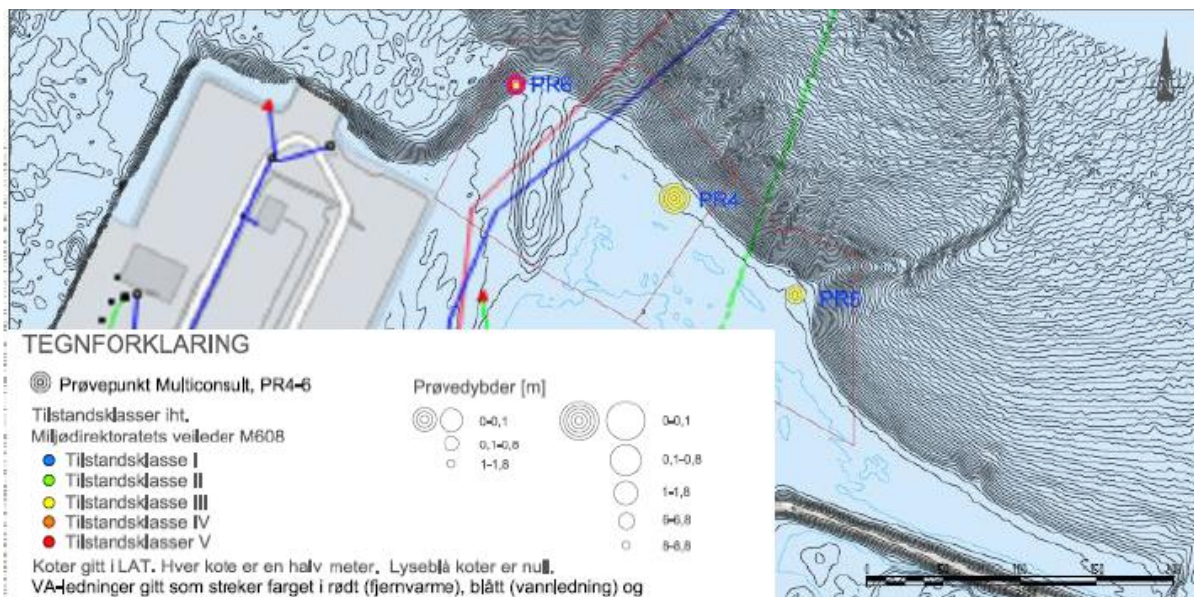 PR6
PR4
PR5
TEGNFORKLARING
Prøvepunkt Multiconsult, PR4-6
Tilstandsklasser iht.
Miljødirektoratets veileder M608
Tilstandsklasse I
Tilstandsklasse II
Tilstandsklasse III
Tilstandsklasse IV
Tilstandsklasser V
Prøvedybder [m]
0-0,1
0,1-0,8
1-1,8
0-0,1
0,1-0,8
1-1,8
Koter gitt i LAT. Hver kote er en halv meter. Lyseblå koter er null.
VA-ledninger gitt som streker farget i rødt (fjernvarme), blått (vannledning) og